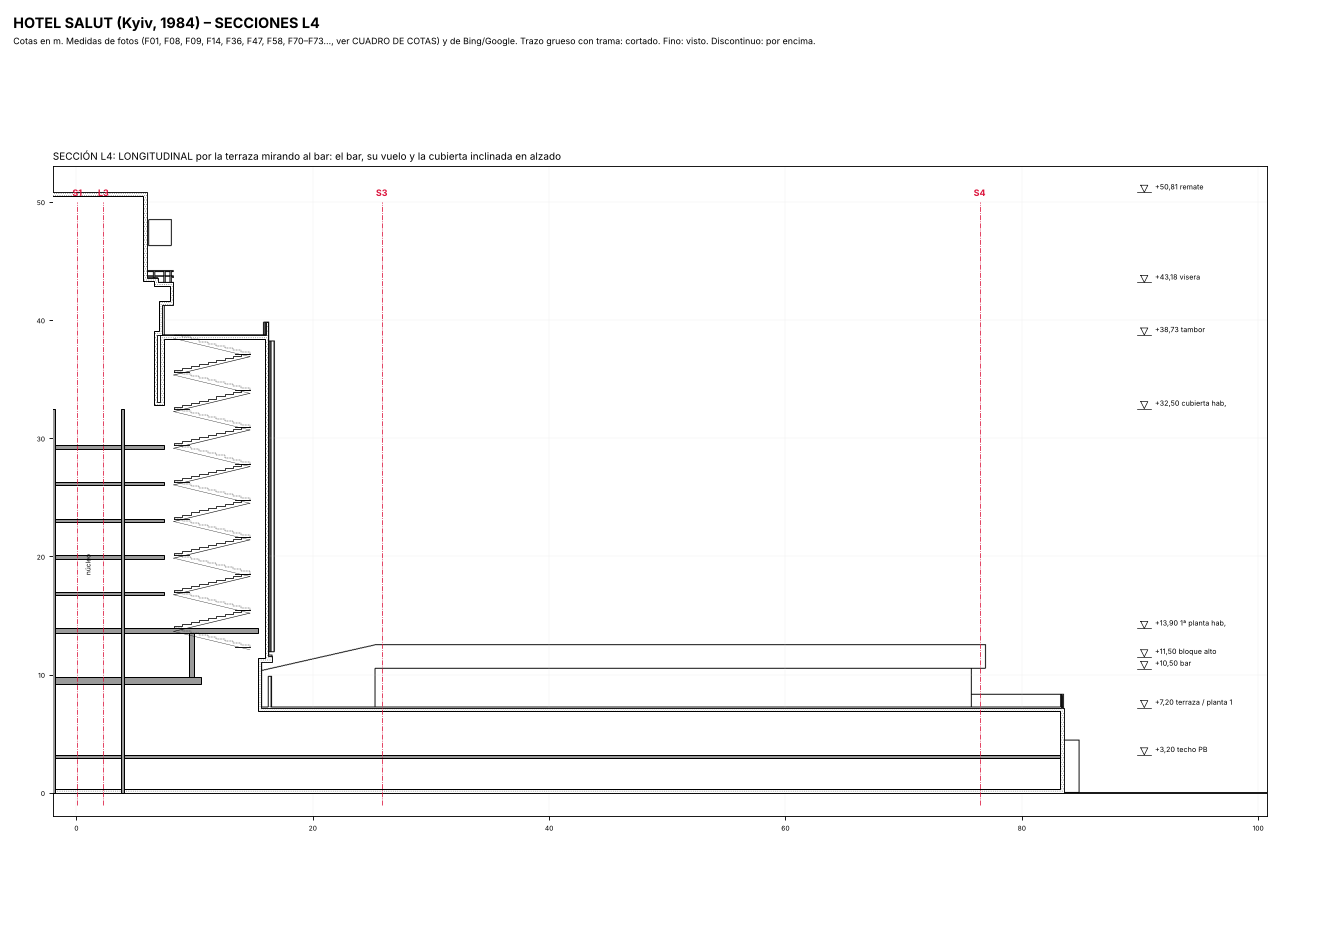 HOTEL SALUT (Kyiv, 1984) – SECCIONES L4
Cotas en m. Medidas de fotos (F01, F08, F09, F14, F36, F47, F58, F70–F73..., ver CUADRO DE COTAS) y de Bing/Google. Trazo grueso con trama: cortado. Fino: visto. Discontinuo: por encima.
SECCIÓN L4: LONGITUDINAL por la terraza mirando al bar: el bar, su vuelo y la cubierta inclinada en alzado
S1 L3 S3 S4
+50,81 remate
50
+43,18 visera
+38,73 tambor
40
+32,50 cubierta hab,
30
núcleo
20
+13,90 1ª planta hab,
+11,50 bloque alto
+10,50 bar
10
+7,20 terraza / planta 1
+3,20 techo PB
0
0 20 40 60 80 100